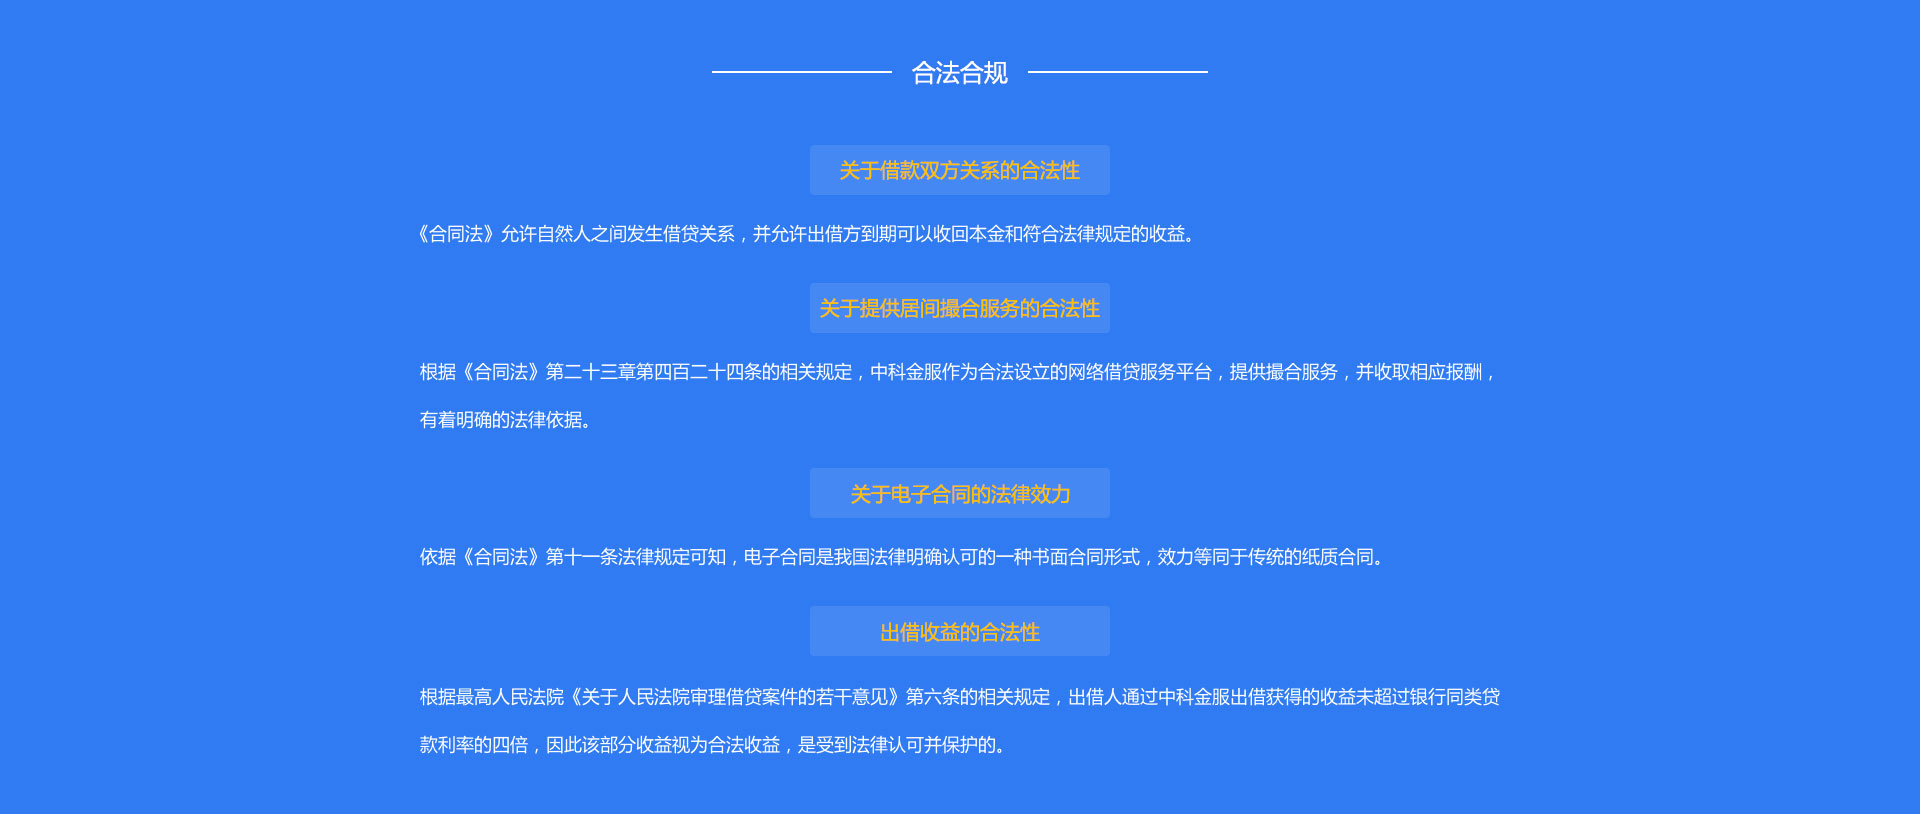 合法合规
关于借款双方关系的合法性
《合同法》允许自然人之间发生借贷关系，并允许出借方到期可以收回本金和符合法律规定的收益。
关于提供居间撮合服务的合法性
根据《合同法》第二十三章第四百二十四条的相关规定，中科金服作为合法设立的网络借贷服务平台，提供撮合服务，并收取相应报酬，
有着明确的法律依据。
关于电子合同的法律效力
依据《合同法》第十一条法律规定可知，电子合同是我国法律明确认可的一种书面合同形式，效力等同于传统的纸质合同。
出借收益的合法性
根据最高人民法院《关于人民法院审理借贷案件的若干意见》第六条的相关规定，出借人通过中科金服出借获得的收益未超过银行同类贷
款利率的四倍，因此该部分收益视为合法收益，是受到法律认可并保护的。